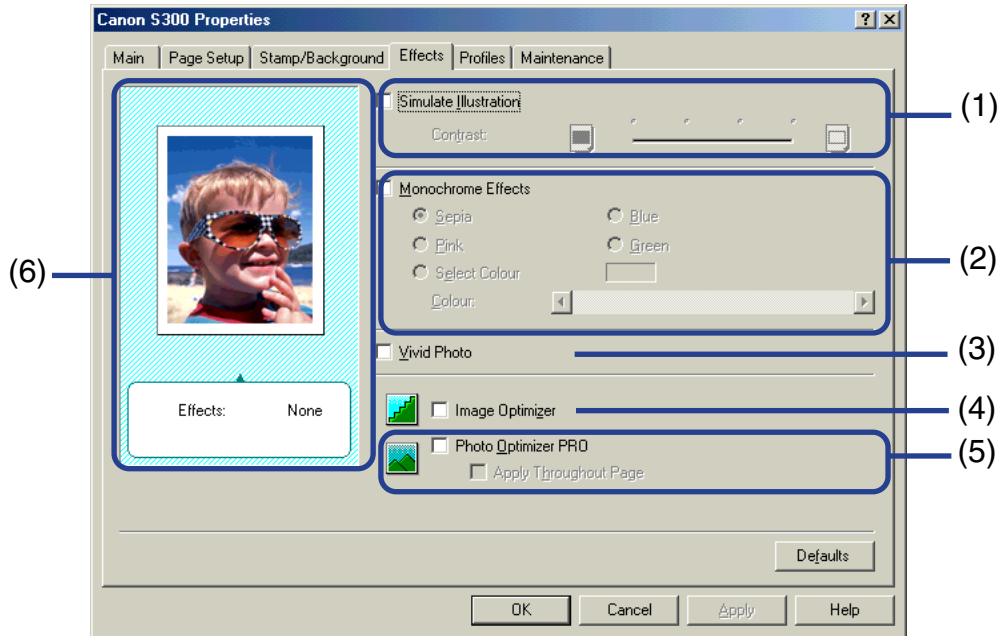 Canon S300 Properties
Main Page Setup Stamp/Background Effects Profiles Maintenance
Simulate Illustration
Contrast:
(1)
Monochrome Effects
Sepia Blue
Pink Green
Select Colour
Colour:
(2)
Vivid Photo
(3)
Image Optimizer
(4)
Photo Optimizer PRO
Apply Throughout Page
(5)
(6)
Effects: None
Defaults
OK Cancel Apply Help